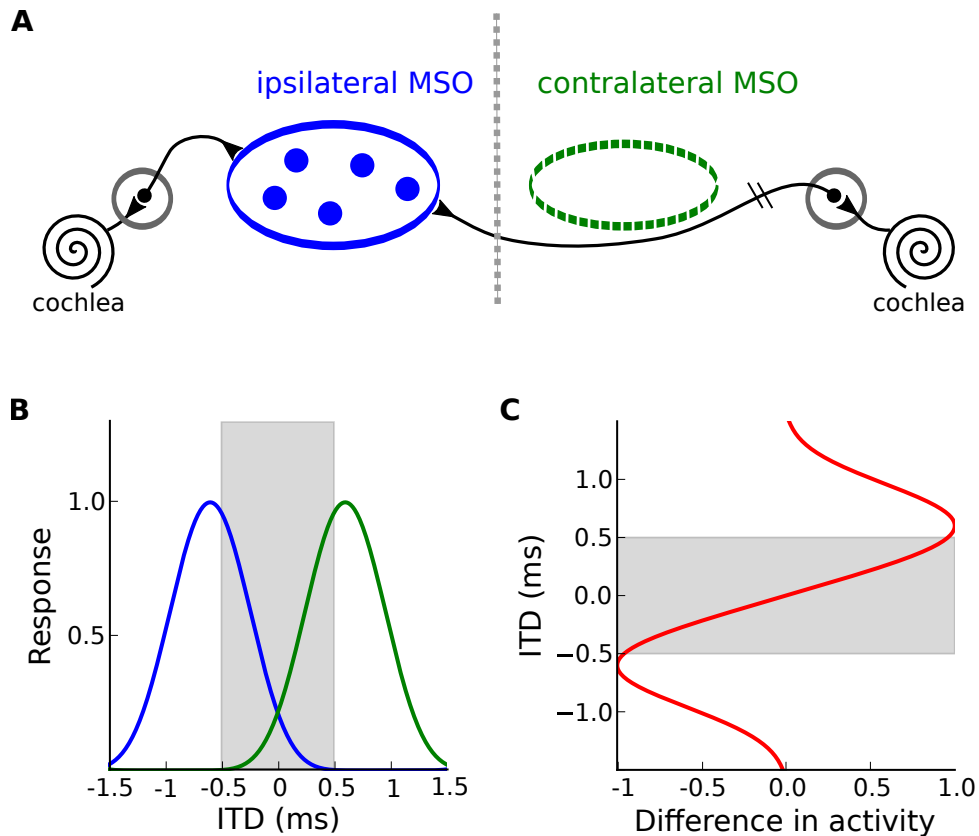 A
ipsilateral MSO contralateral MSO
cochlea cochlea
B
Response
1.0
0.5
-1.5 -1 -0.5 0 0.5 1 1.5
ITD (ms)
C
ITD (ms)
1.0
0.5
0.0
−0.5
−1.0
-1 -0.5 0.0 0.5 1.0
Difference in activity